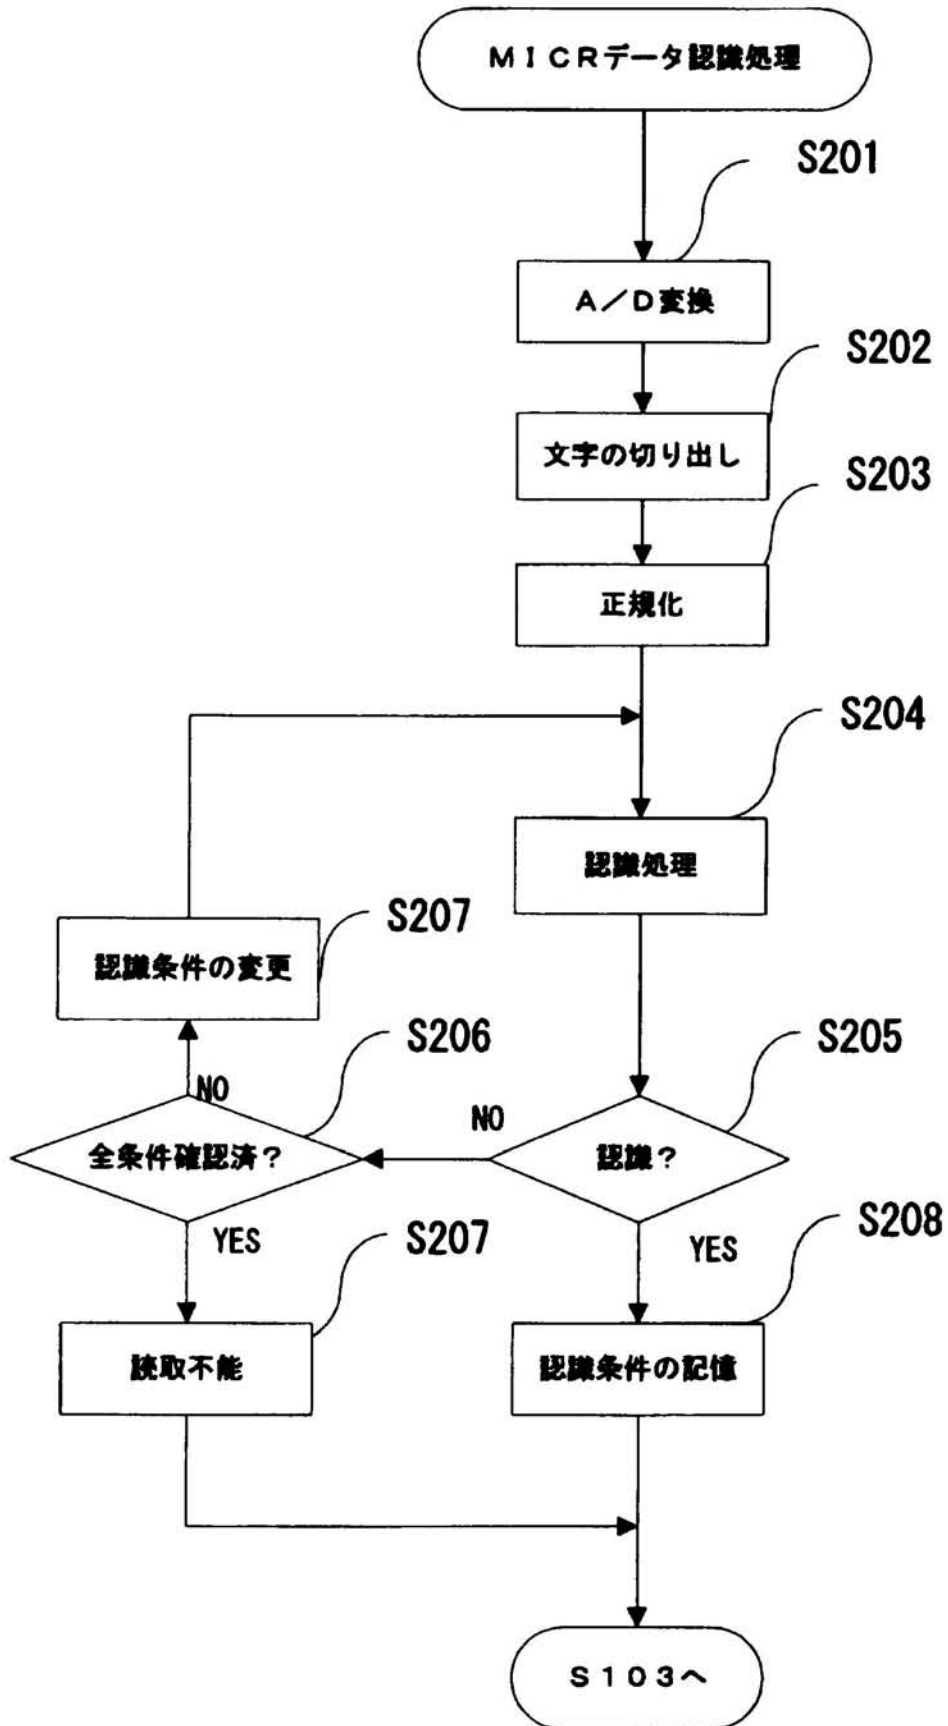 MICRデータ認識処理
S201
A/D変換
S202
文字の切り出し
S203
正規化
S204
認識処理
S207
認識条件の変更
S206
S205
NO
NO
全条件確認済?
認識?
YES
S207
YES
S208
読取不能
認識条件の記憶
S103へ